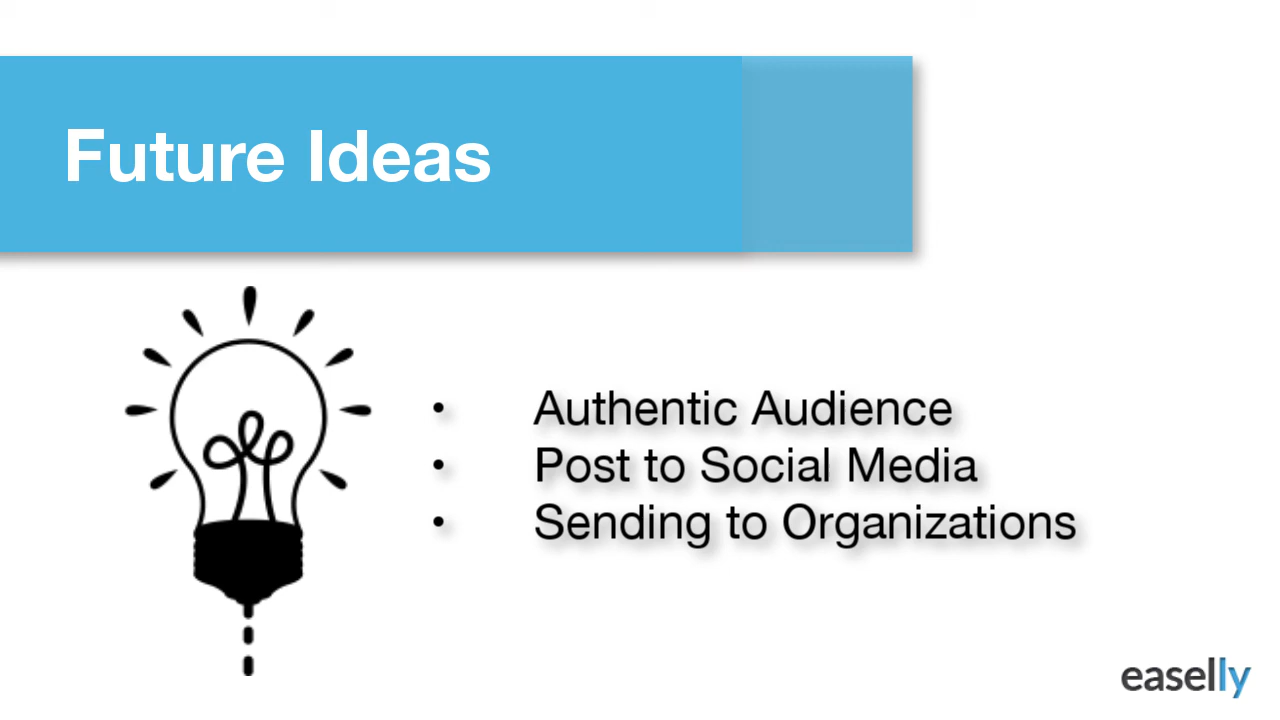 Future Ideas
• Authentic Audience
• Post to Social Media
• Sending to Organizations
easelly